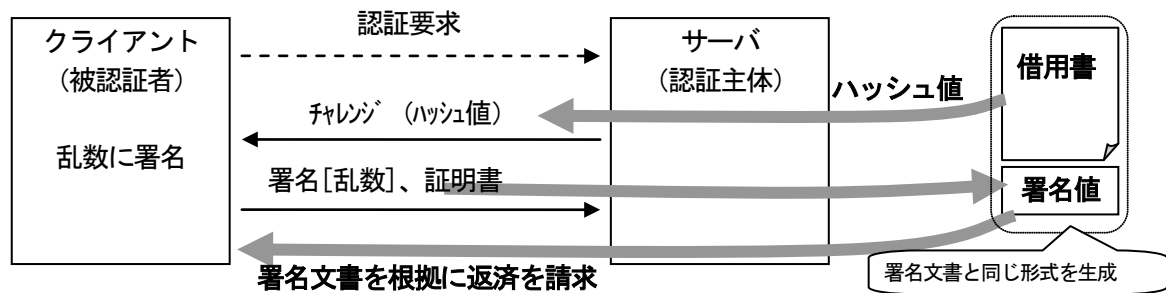 クライアント
(被認証者)
乱数に署名
認証要求
チャレンジ (ハッシュ値)
署名[乱数]、証明書
署名文書を根拠に返済を請求
サーバ
(認証主体)
ハッシュ値
借用書
署名値
署名文書と同じ形式を生成